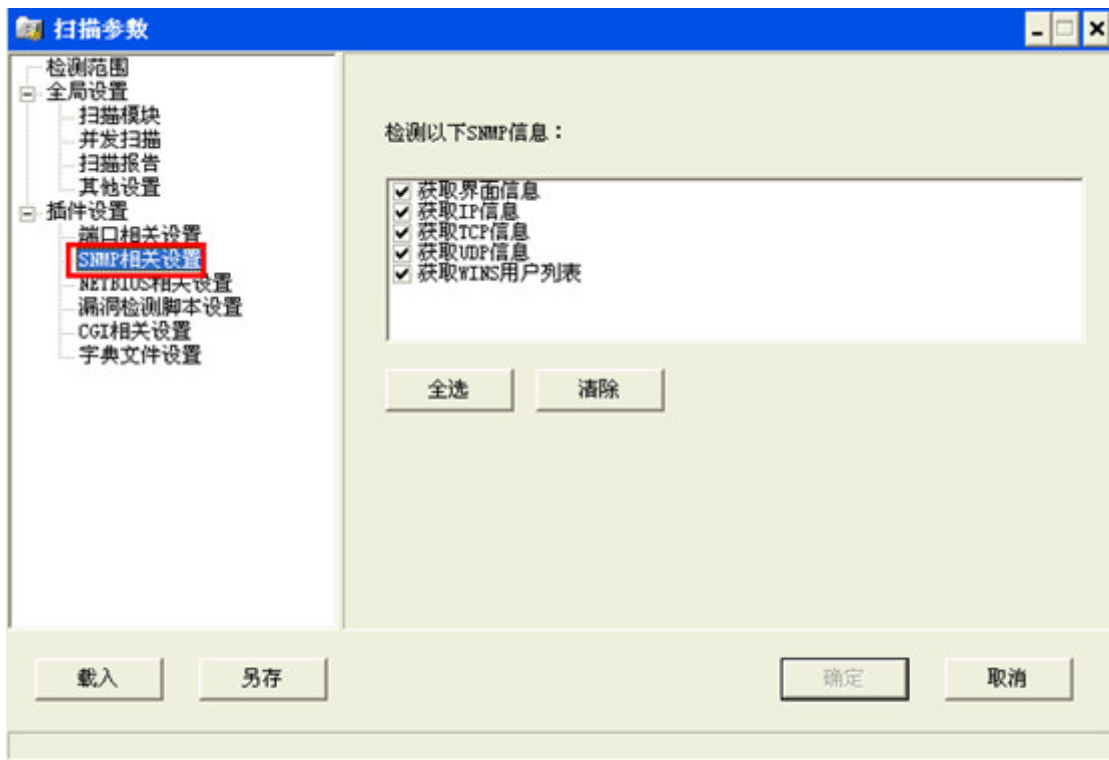 扫描参数
检测范围
全局设置
扫描模块
并发扫描
扫描报告
其他设置
插件设置
端口相关设置
SNMP相关设置
NETBIOS相关设置
漏洞检测脚本设置
CGI相关设置
字典文件设置
检测以下SNMP信息：
获取界面信息
获取IP信息
获取TCP信息
获取UDP信息
获取WINS用户列表
全选
清除
载入
另存
确定
取消